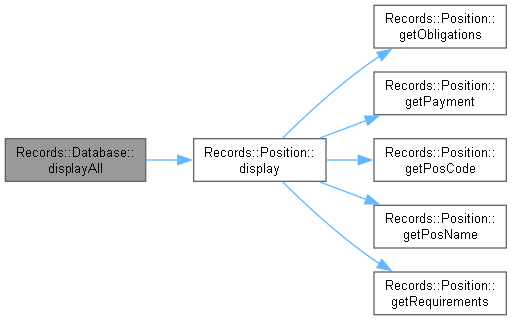 Records::Database::
displayAll
Records::Position::
display
Records::Position::
getObligations
Records::Position::
getPayment
Records::Position::
getPosCode
Records::Position::
getPosName
Records::Position::
getRequirements